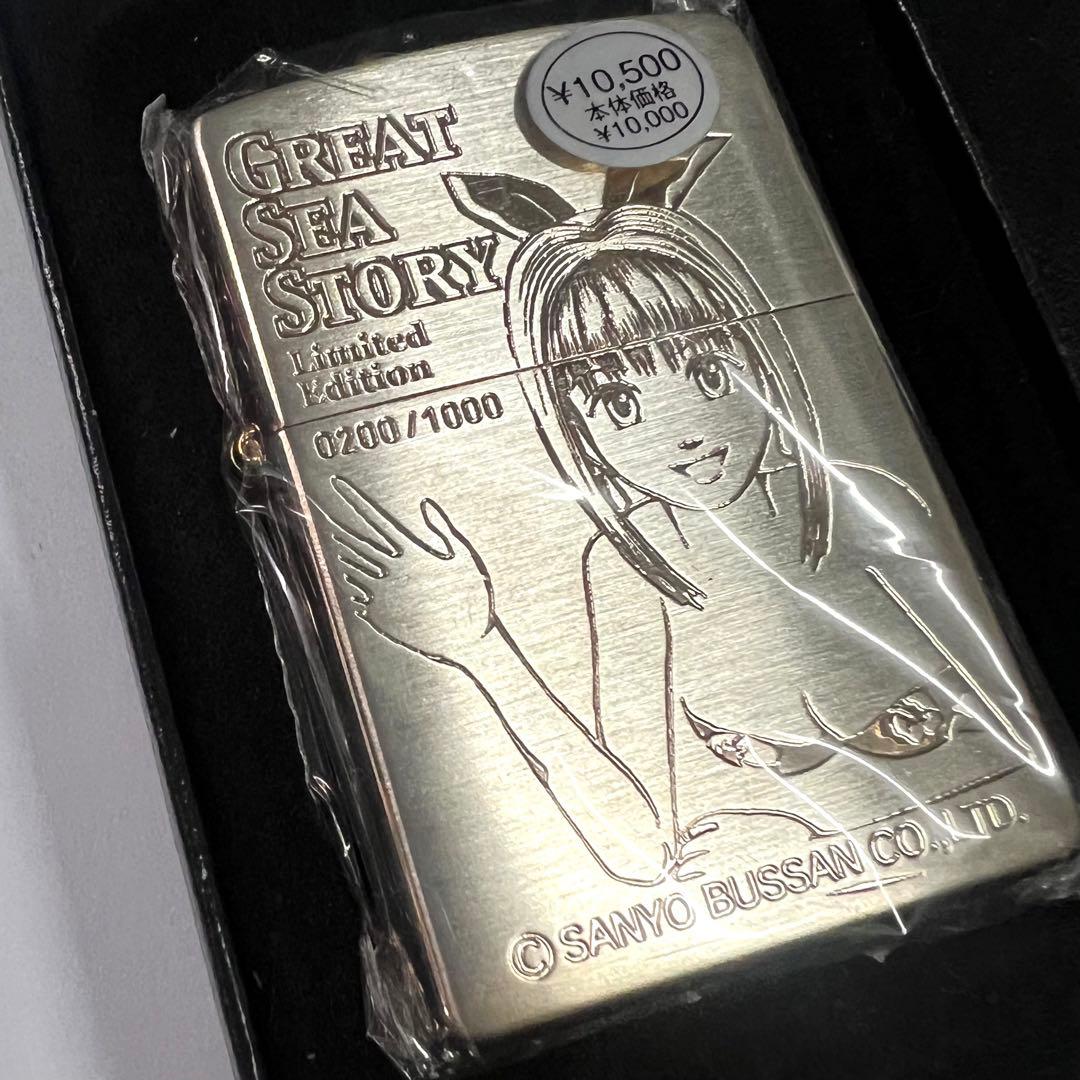 ¥10,500
本体価格
¥10,000
GREAT
SEA
STORY
Limited
Edition
0200/1000
© SANYO BUSSAN CO.,LTD.